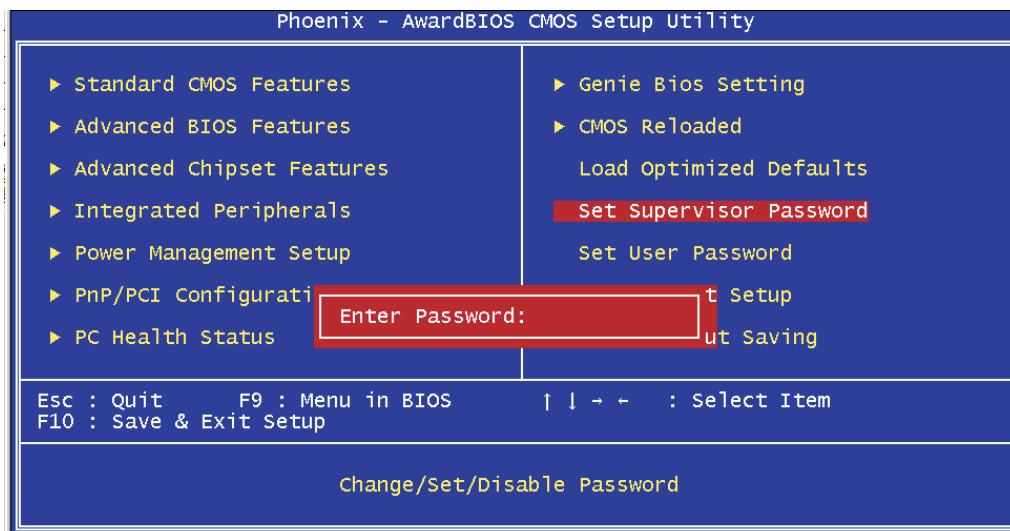 Phoenix - AwardBIOS CMOS Setup Utility
▶ Standard CMOS Features
▶ Advanced BIOS Features
▶ Advanced Chipset Features
▶ Integrated Peripherals
▶ Power Management Setup
▶ PnP/PCI Configurati
▶ PC Health Status
▶ Genie Bios Setting
▶ CMOS Reloaded
Load Optimized Defaults
Set Supervisor Password
Set User Password
t Setup
ut Saving
Enter Password:
Esc : Quit F9 : Menu in BIOS ↑ ↓ → ← : Select Item
F10 : Save & Exit Setup
Change/Set/Disable Password